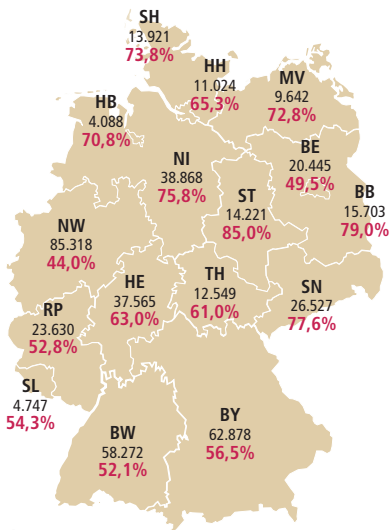 SH
13.921
73,8%
HH
11.024
65,3%
MV
9.642
72,8%
HB
4.088
70,8%
NI
38.868
75,8%
BE
20.445
49,5%
BB
15.703
79,0%
ST
14.221
85,0%
NW
85.318
44,0%
HE
37.565
63,0%
TH
12.549
61,0%
SN
26.527
77,6%
RP
23.630
52,8%
SL
4.747
54,3%
BW
58.272
52,1%
BY
62.878
56,5%